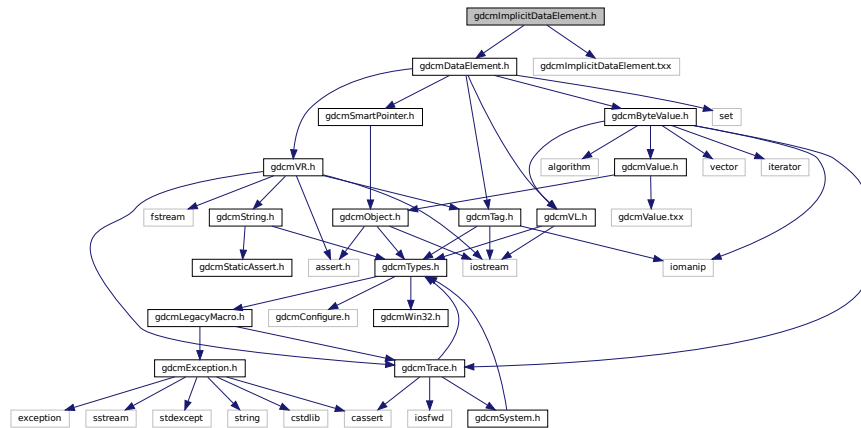 gdcmImplicitDataElement.h
gdcmDataElement.h
gdcmImplicitDataElement.txx
gdcmSmartPointer.h
gdcmByteValue.h
set
gdcmVR.h
algorithm
gdcmValue.h
vector
iterator
fstream
gdcmString.h
gdcmObject.h
gdcmTag.h
gdcmVL.h
gdcmValue.txx
gdcmStaticAssert.h
assert.h
gdcmTypes.h
iostream
iomanip
gdcmLegacyMacro.h
gdcmConfigure.h
gdcmWin32.h
gdcmException.h
gdcmTrace.h
exception
sstream
stdexcept
string
cstdlib
cassert
iosfwd
gdcmSystem.h